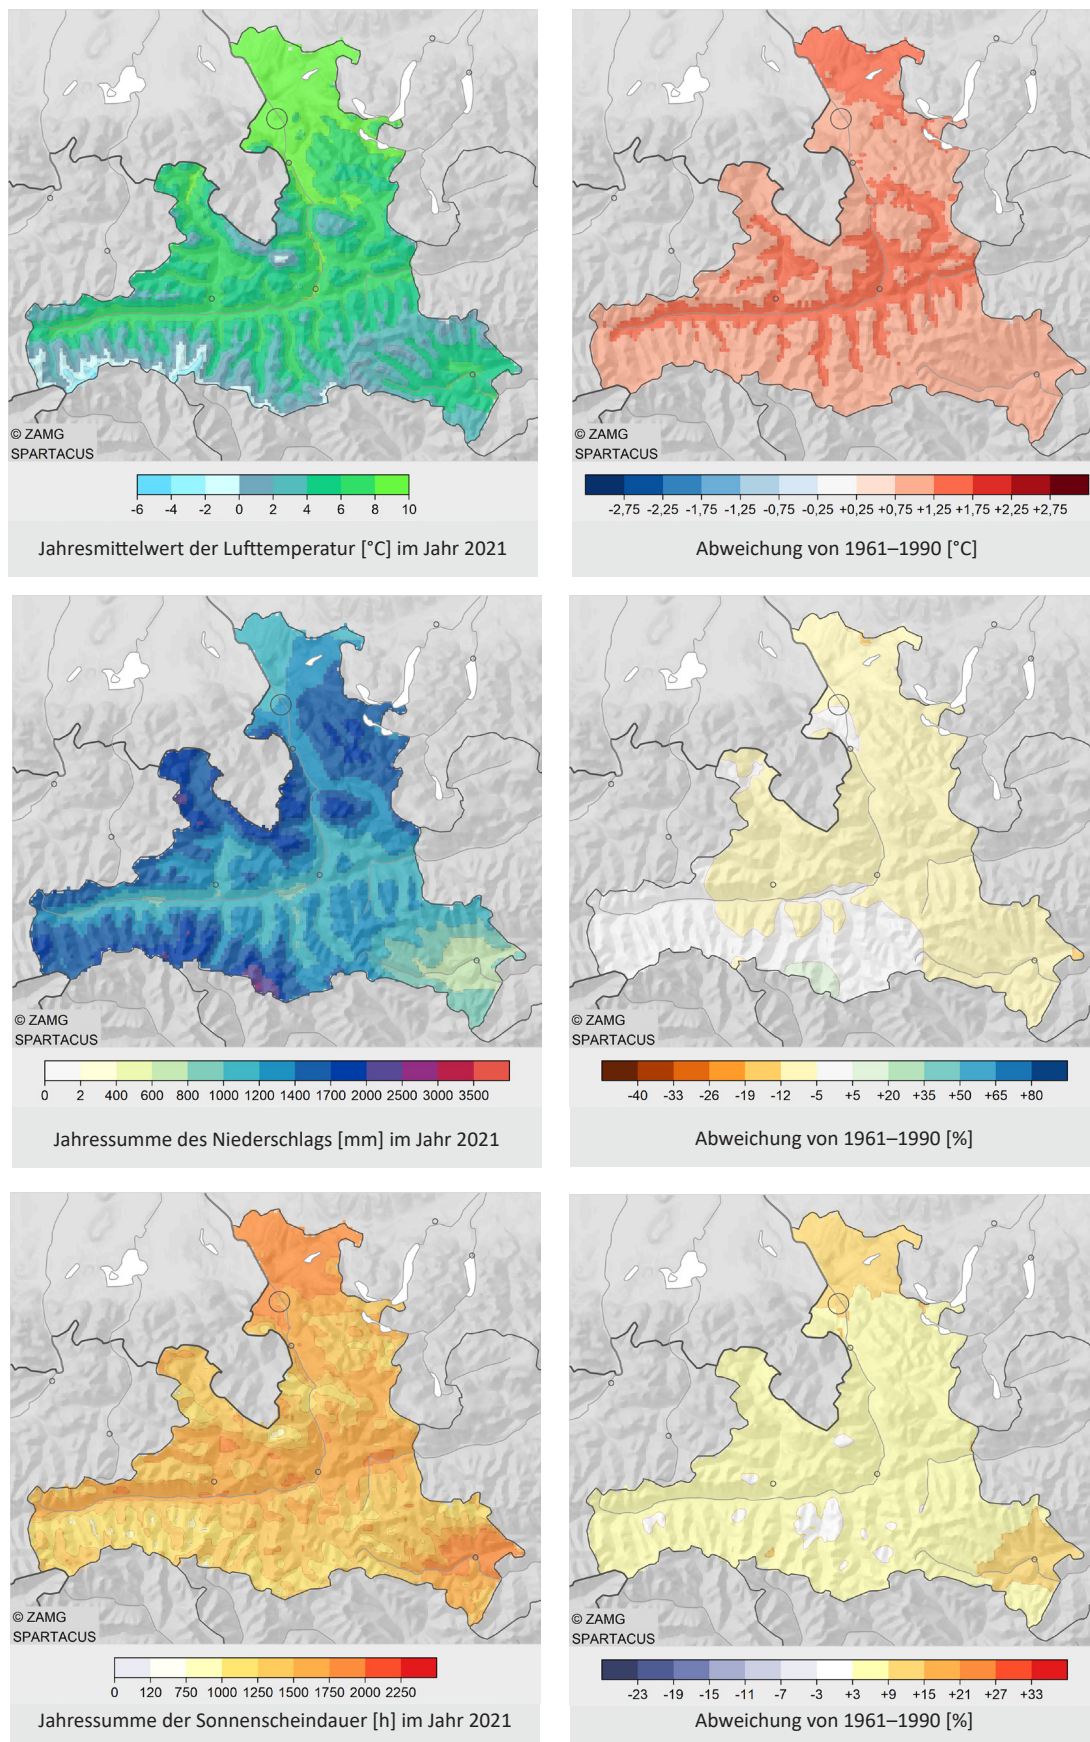 © ZAMG
SPARTACUS
-6 -4 -2 0 2 4 6 8 10
Jahresmittelwert der Lufttemperatur [°C] im Jahr 2021
© ZAMG
SPARTACUS
-2,75 -2,25 -1,75 -1,25 -0,75 -0,25 +0,25 +0,75 +1,25 +1,75 +2,25 +2,75
Abweichung von 1961–1990 [°C]
© ZAMG
SPARTACUS
0 2 400 600 800 1000 1200 1400 1700 2000 2500 3000 3500
Jahressumme des Niederschlags [mm] im Jahr 2021
© ZAMG
SPARTACUS
-40 -33 -26 -19 -12 -5 +5 +20 +35 +50 +65 +80
Abweichung von 1961–1990 [%]
© ZAMG
SPARTACUS
0 120 750 1000 1250 1500 1750 2000 2250
Jahressumme der Sonnenscheindauer [h] im Jahr 2021
© ZAMG
SPARTACUS
-23 -19 -15 -11 -7 -3 +3 +9 +15 +21 +27 +33
Abweichung von 1961–1990 [%]